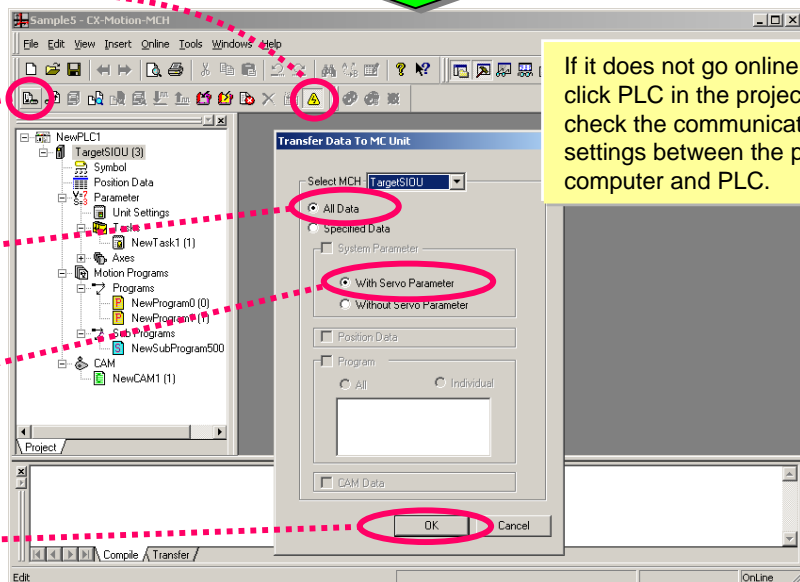 Sample5 - CX-Motion-MCH
File Edit View Insert Online Tools Windows Help
If it does not go online
click PLC in the projec
check the communicat
settings between the p
computer and PLC.
NewPLC1
TargetSIOU (3)
Symbol
Position Data
Parameter
Unit Settings
Tasks
NewTask1 (1)
Axes
Motion Programs
Programs
NewProgram0 (0)
NewProgram1 (1)
Sub Programs
NewSubProgram500
CAM
NewCAM1 (1)
Project
Transfer Data To MC Unit
Select MCH
TargetSIOU
All Data
Specified Data
System Parameter
With Servo Parameter
Without Servo Parameter
Position Data
Program
All
Individual
CAM Data
OK
Cancel
Compile
Transfer
Edit
OnLine